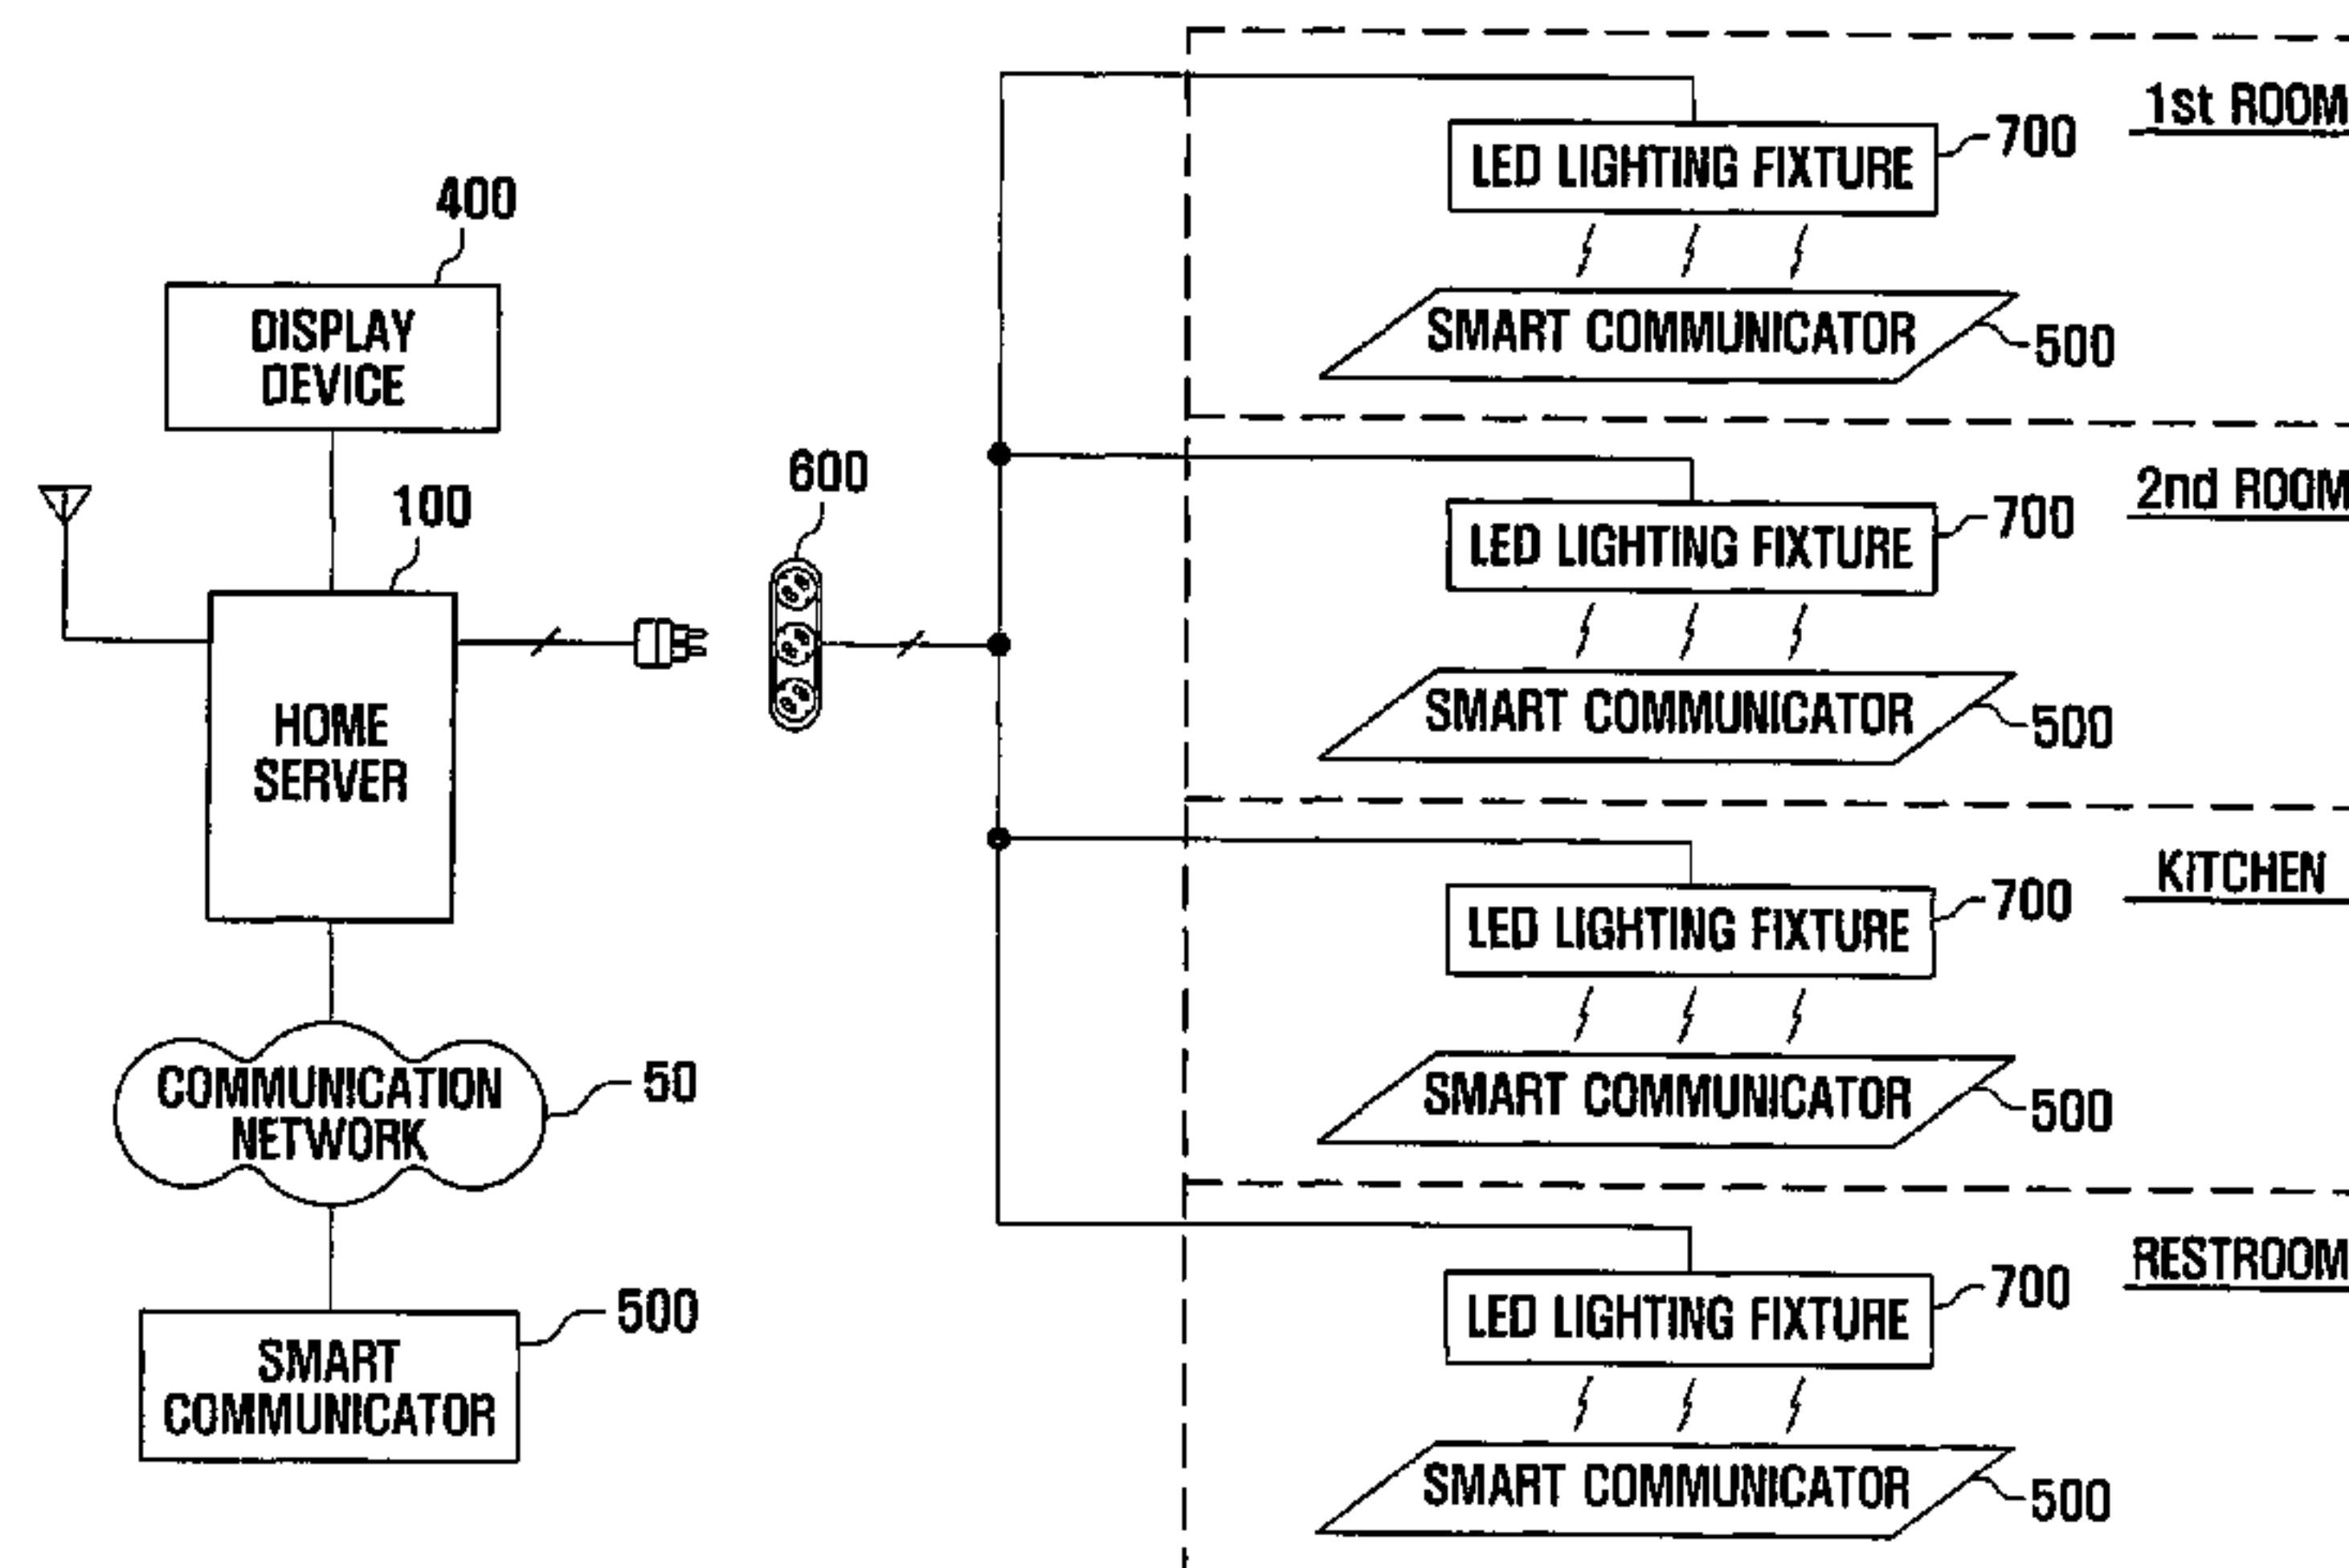 400
DISPLAY
DEVICE
100
HOME
SERVER
600
COMMUNICATION
NETWORK
50
500
SMART
COMMUNICATOR
1st ROOM
LED LIGHTING FIXTURE
700
SMART COMMUNICATOR
500
2nd ROOM
LED LIGHTING FIXTURE
700
SMART COMMUNICATOR
500
KITCHEN
LED LIGHTING FIXTURE
700
SMART COMMUNICATOR
500
RESTROOM
LED LIGHTING FIXTURE
700
SMART COMMUNICATOR
500